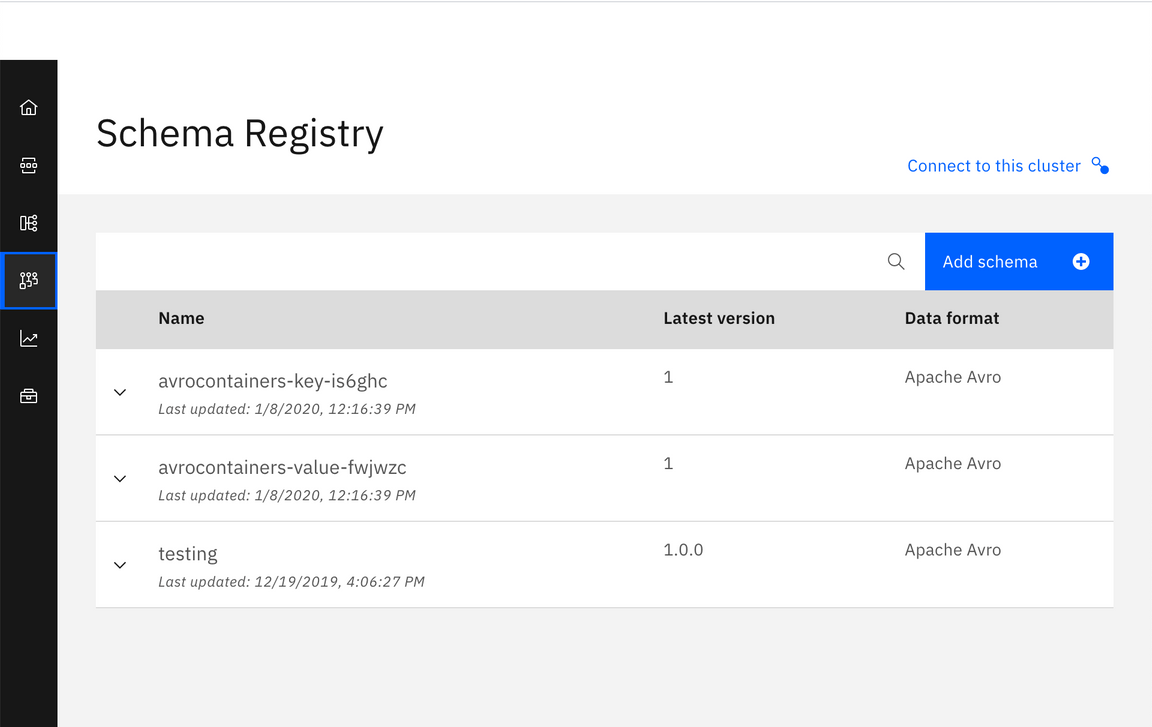 Schema Registry
Connect to this cluster
Add schema
Name Latest version Data format
avrocontainers-key-is6ghc 1 Apache Avro
Last updated: 1/8/2020, 12:16:39 PM
avrocontainers-value-fwjwzc 1 Apache Avro
Last updated: 1/8/2020, 12:16:39 PM
testing 1.0.0 Apache Avro
Last updated: 12/19/2019, 4:06:27 PM